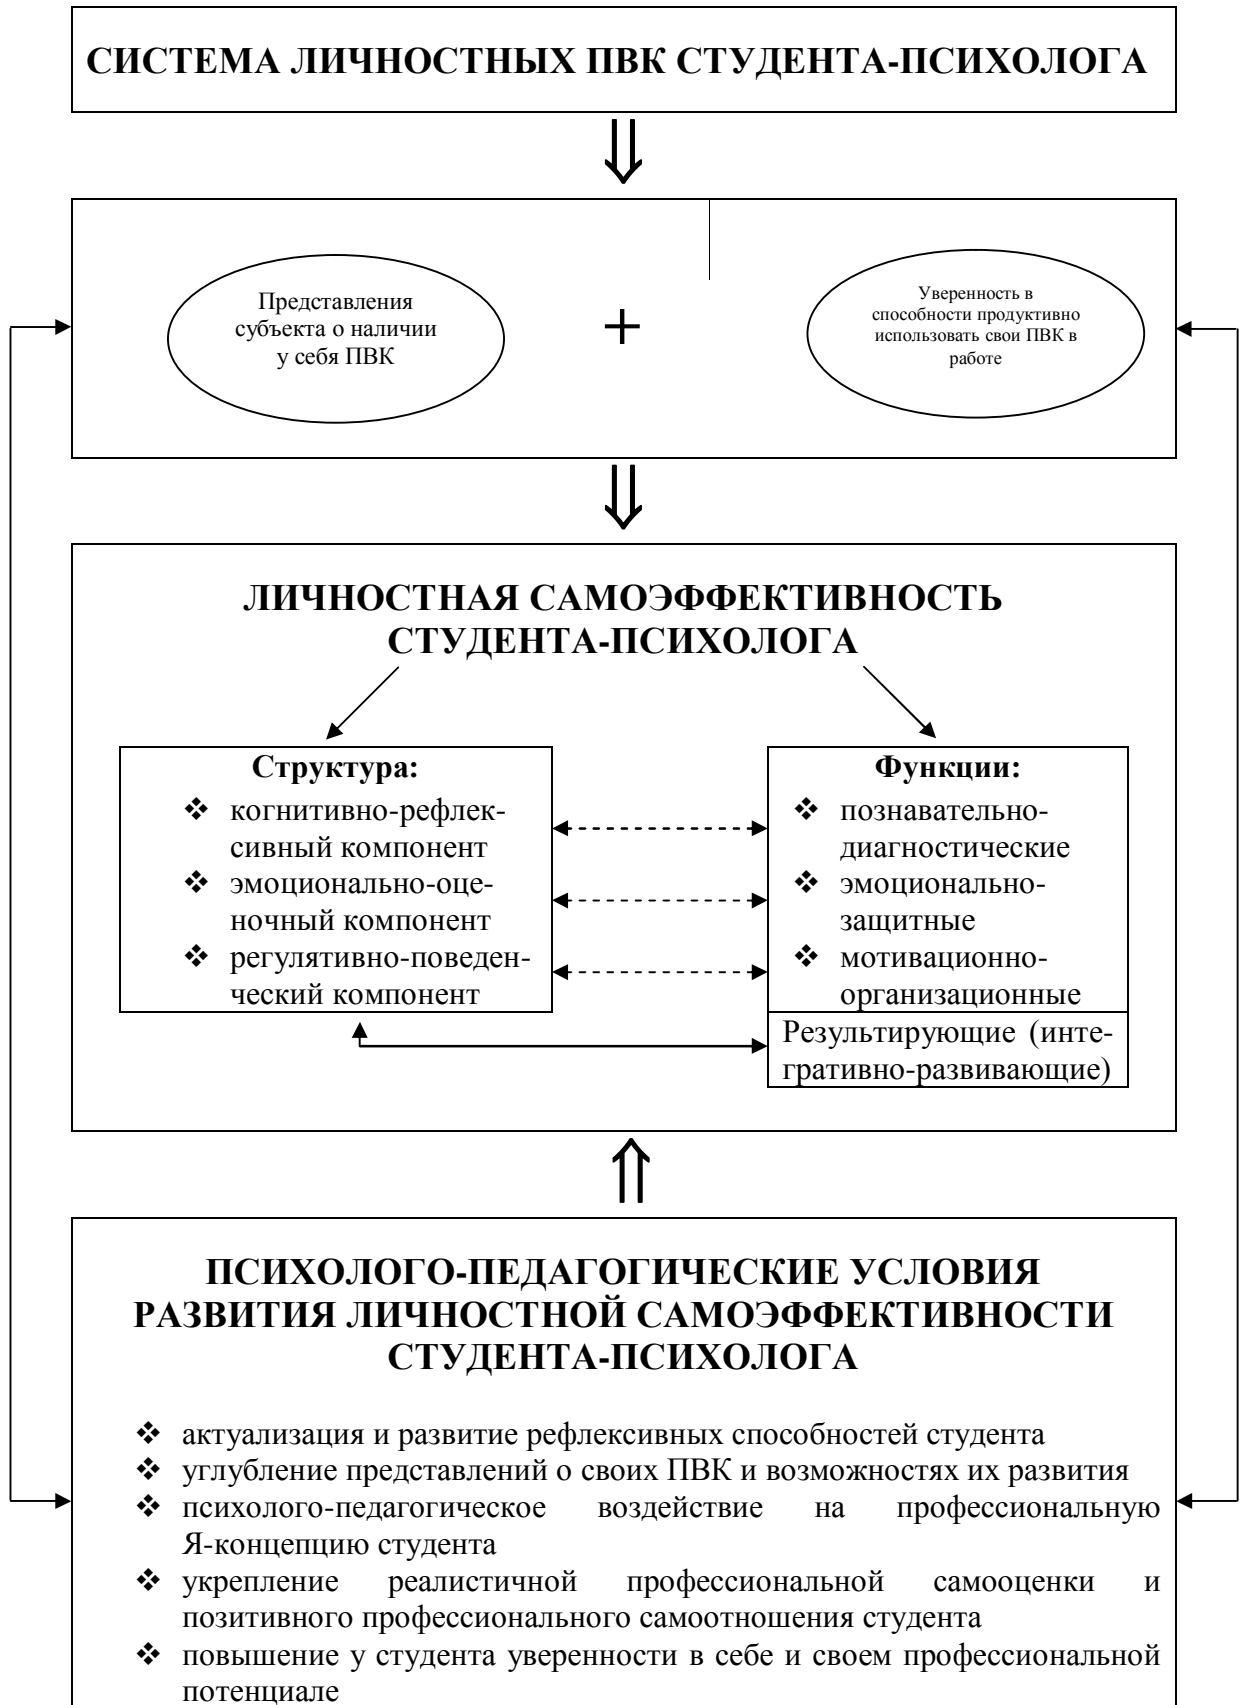 СИСТЕМА ЛИЧНОСТНЫХ ПВК СТУДЕНТА-ПСИХОЛОГА
Представления
субъекта о наличии
у себя ПВК
+
Уверенность в
способности продуктивно
использовать свои ПВК в
работе
ЛИЧНОСТНАЯ САМОЭФФЕКТИВНОСТЬ
СТУДЕНТА-ПСИХОЛОГА
Структура:
❖ когнитивно-рефлек-
сивный компонент
❖ эмоционально-оце-
ночный компонент
❖ регулятивно-поведен-
ческий компонент
Функции:
❖ познавательно-
диагностические
❖ эмоционально-
защитные
❖ мотивационно-
организационные
Результирующие (инте-
гративно-развивающие)
ПСИХОЛОГО-ПЕДАГОГИЧЕСКИЕ УСЛОВИЯ
РАЗВИТИЯ ЛИЧНОСТНОЙ САМОЭФФЕКТИВНОСТИ
СТУДЕНТА-ПСИХОЛОГА
❖ актуализация и развитие рефлексивных способностей студента
❖ углубление представлений о своих ПВК и возможностях их развития
❖ психолого-педагогическое воздействие на профессиональную
Я-концепцию студента
❖ укрепление реалистичной профессиональной самооценки и
позитивного профессионального самоотношения студента
❖ повышение у студента уверенности в себе и своем профессиональной
потенциале